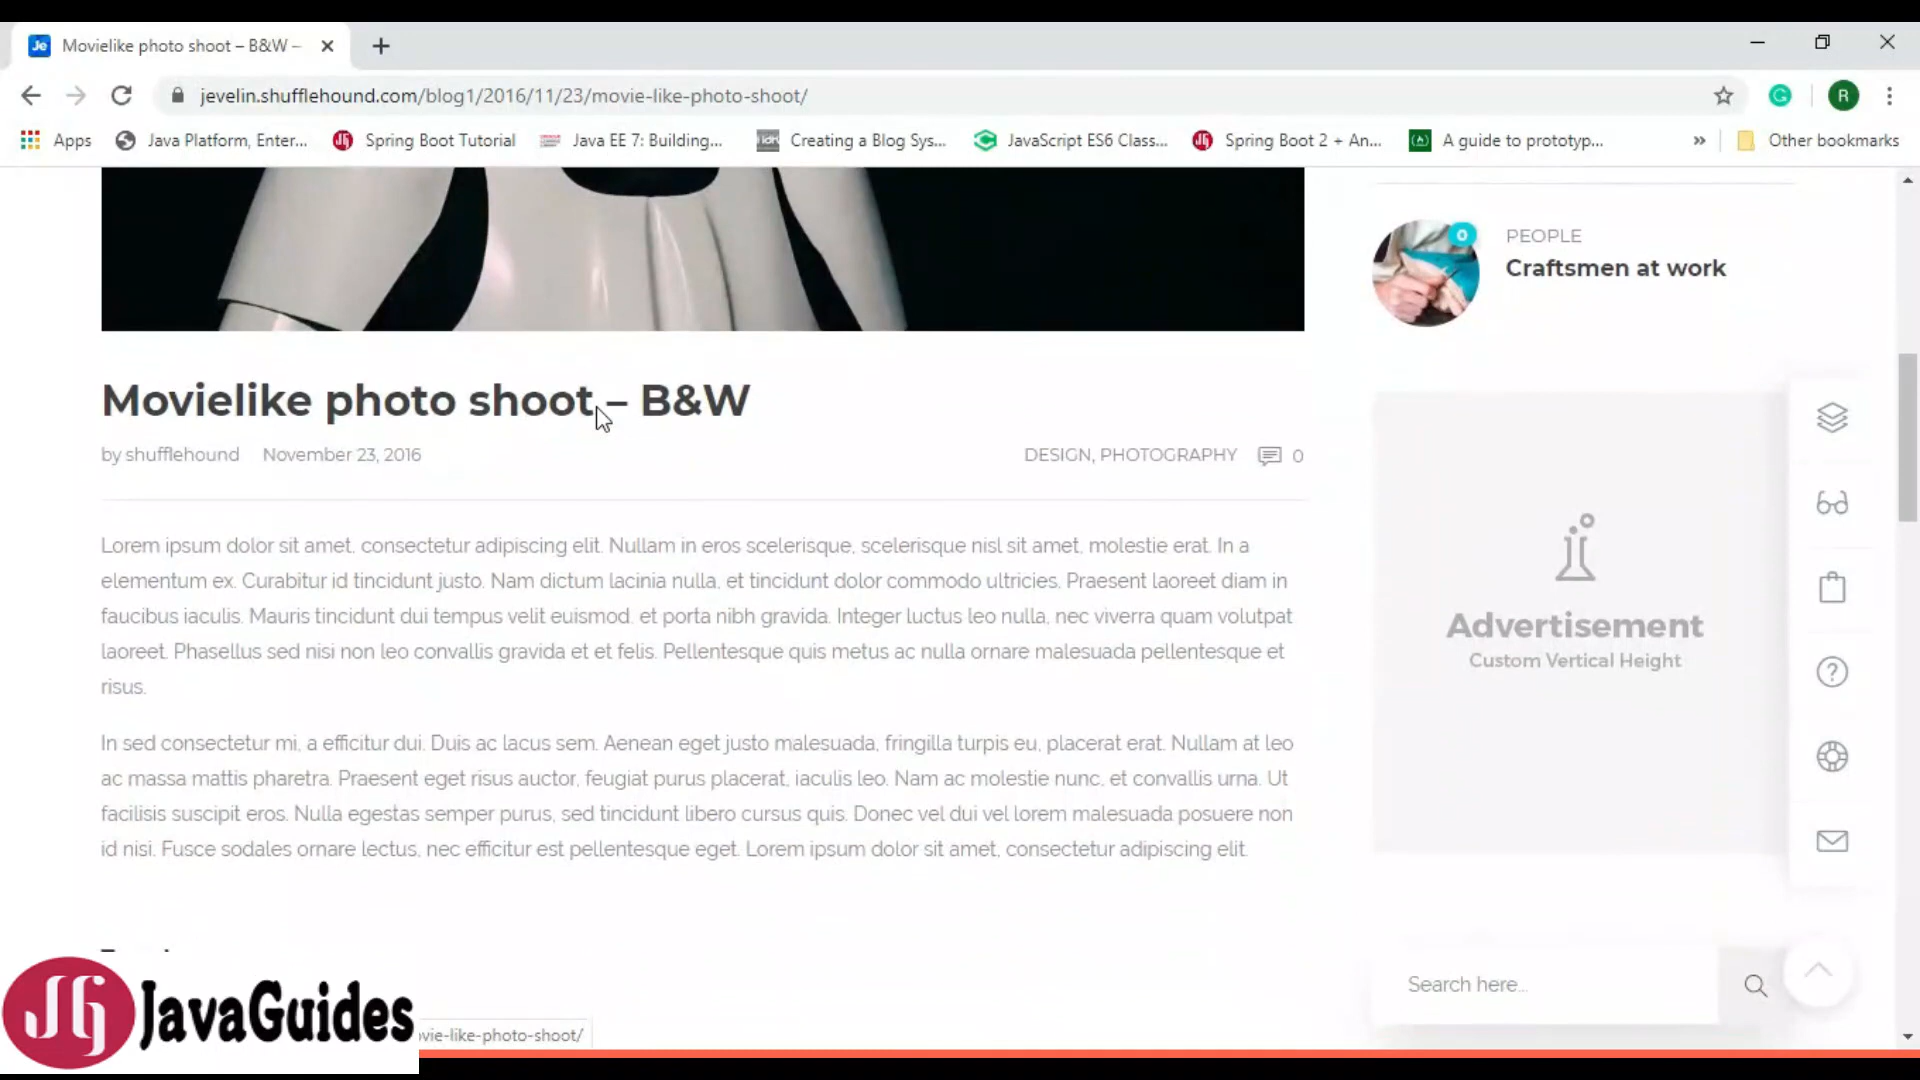 Je Movielike photo shoot – B&W –
jevelin.shufflehound.com/blog1/2016/11/23/movie-like-photo-shoot/
R
Apps Java Platform, Enter... Spring Boot Tutorial Java EE 7: Building... Creating a Blog Sys... JavaScript ES6 Class... Spring Boot 2 + An... A guide to prototyp... » Other bookmarks
0
PEOPLE
Craftsmen at work
Movielike photo shoot – B&W
by shufflehound November 23, 2016 DESIGN, PHOTOGRAPHY 0
Lorem ipsum dolor sit amet, consectetur adipiscing elit. Nullam in eros scelerisque, scelerisque nisl sit amet, molestie erat. In a
elementum ex. Curabitur id tincidunt justo. Nam dictum lacinia nulla, et tincidunt dolor commodo ultricies. Praesent laoreet diam in
faucibus iaculis. Mauris tincidunt dui tempus velit euismod, et porta nibh gravida. Integer luctus leo nulla, nec viverra quam volutpat
laoreet. Phasellus sed nisi non leo convallis gravida et et felis. Pellentesque quis metus ac nulla ornare malesuada pellentesque et
risus.
In sed consectetur mi, a efficitur dui. Duis ac lacus sem. Aenean eget justo malesuada, fringilla turpis eu, placerat erat. Nullam at leo
ac massa mattis pharetra. Praesent eget risus auctor, feugiat purus placerat, iaculis leo. Nam ac molestie nunc, et convallis urna. Ut
facilisis suscipit eros. Nulla egestas semper purus, sed tincidunt libero cursus quis. Donec vel dui vel lorem malesuada posuere non
id nisi. Fusce sodales ornare lectus, nec efficitur est pellentesque eget. Lorem ipsum dolor sit amet, consectetur adipiscing elit.
Advertisement
Custom Vertical Height
Search here...
JG JavaGuides
vie-like-photo-shoot/